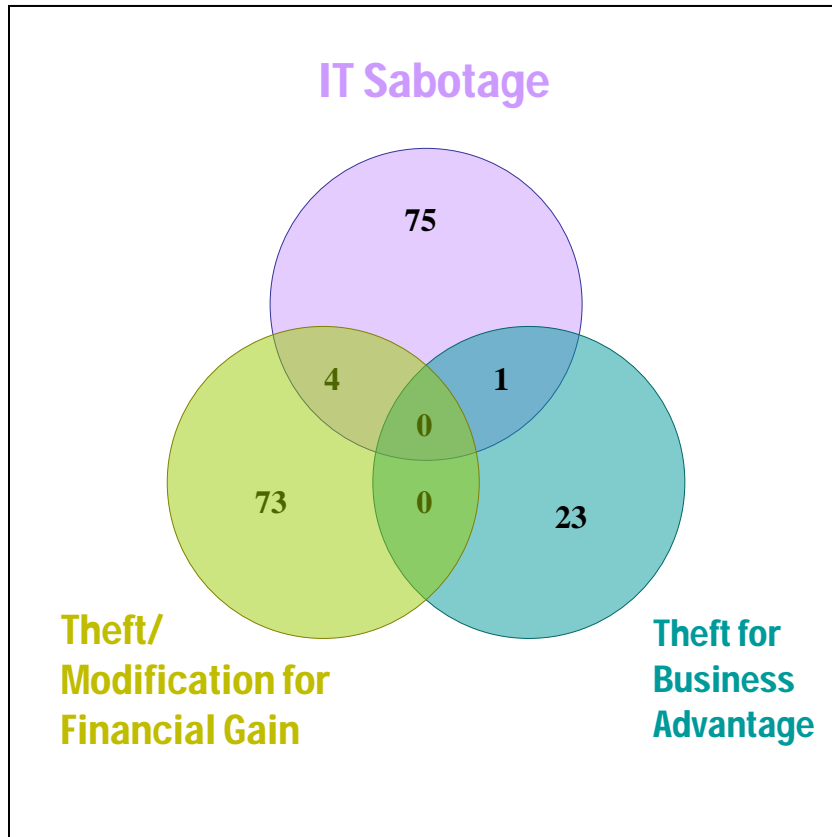 IT Sabotage
75
4
1
0
73
0
23
Theft/
Modification for
Financial Gain
Theft for
Business
Advantage